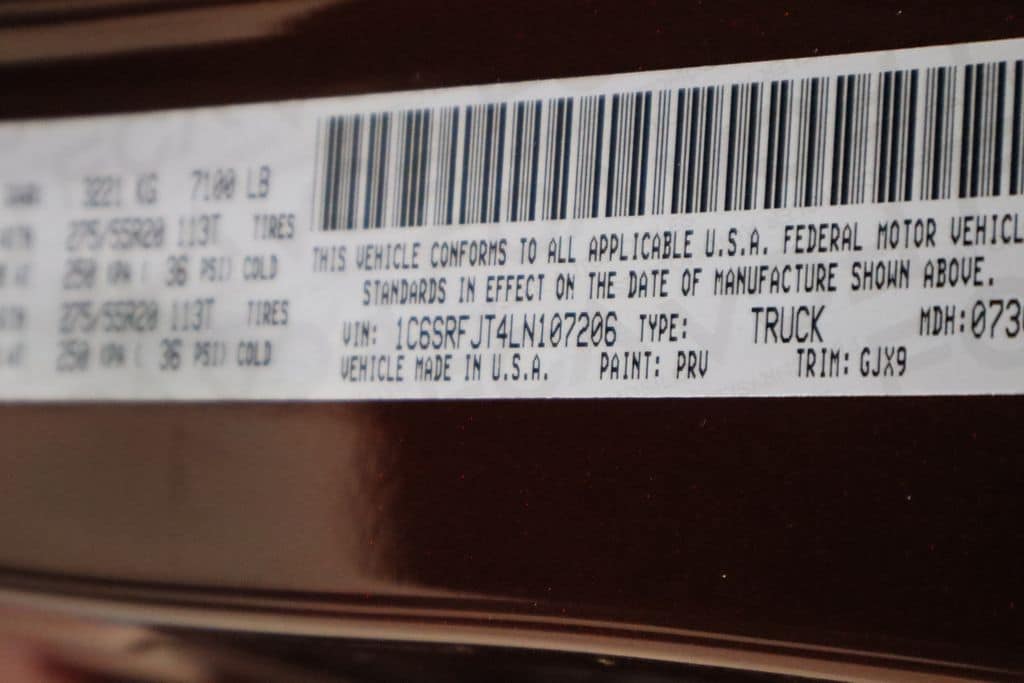 3221 KG 7100 LB
275/55R20 113T TIRES
250 KPA ( 36 PSI) COLD
275/55R20 113T TIRES
250 KPA ( 36 PSI) COLD
THIS VEHICLE CONFORMS TO ALL APPLICABLE U.S.A. FEDERAL MOTOR VEHICL
STANDARDS IN EFFECT ON THE DATE OF MANUFACTURE SHOWN ABOVE.
VIN: 1C6SRFJT4LN107206 TYPE: TRUCK MDH:073
VEHICLE MADE IN U.S.A. PAINT: PRV TRIM: GJX9